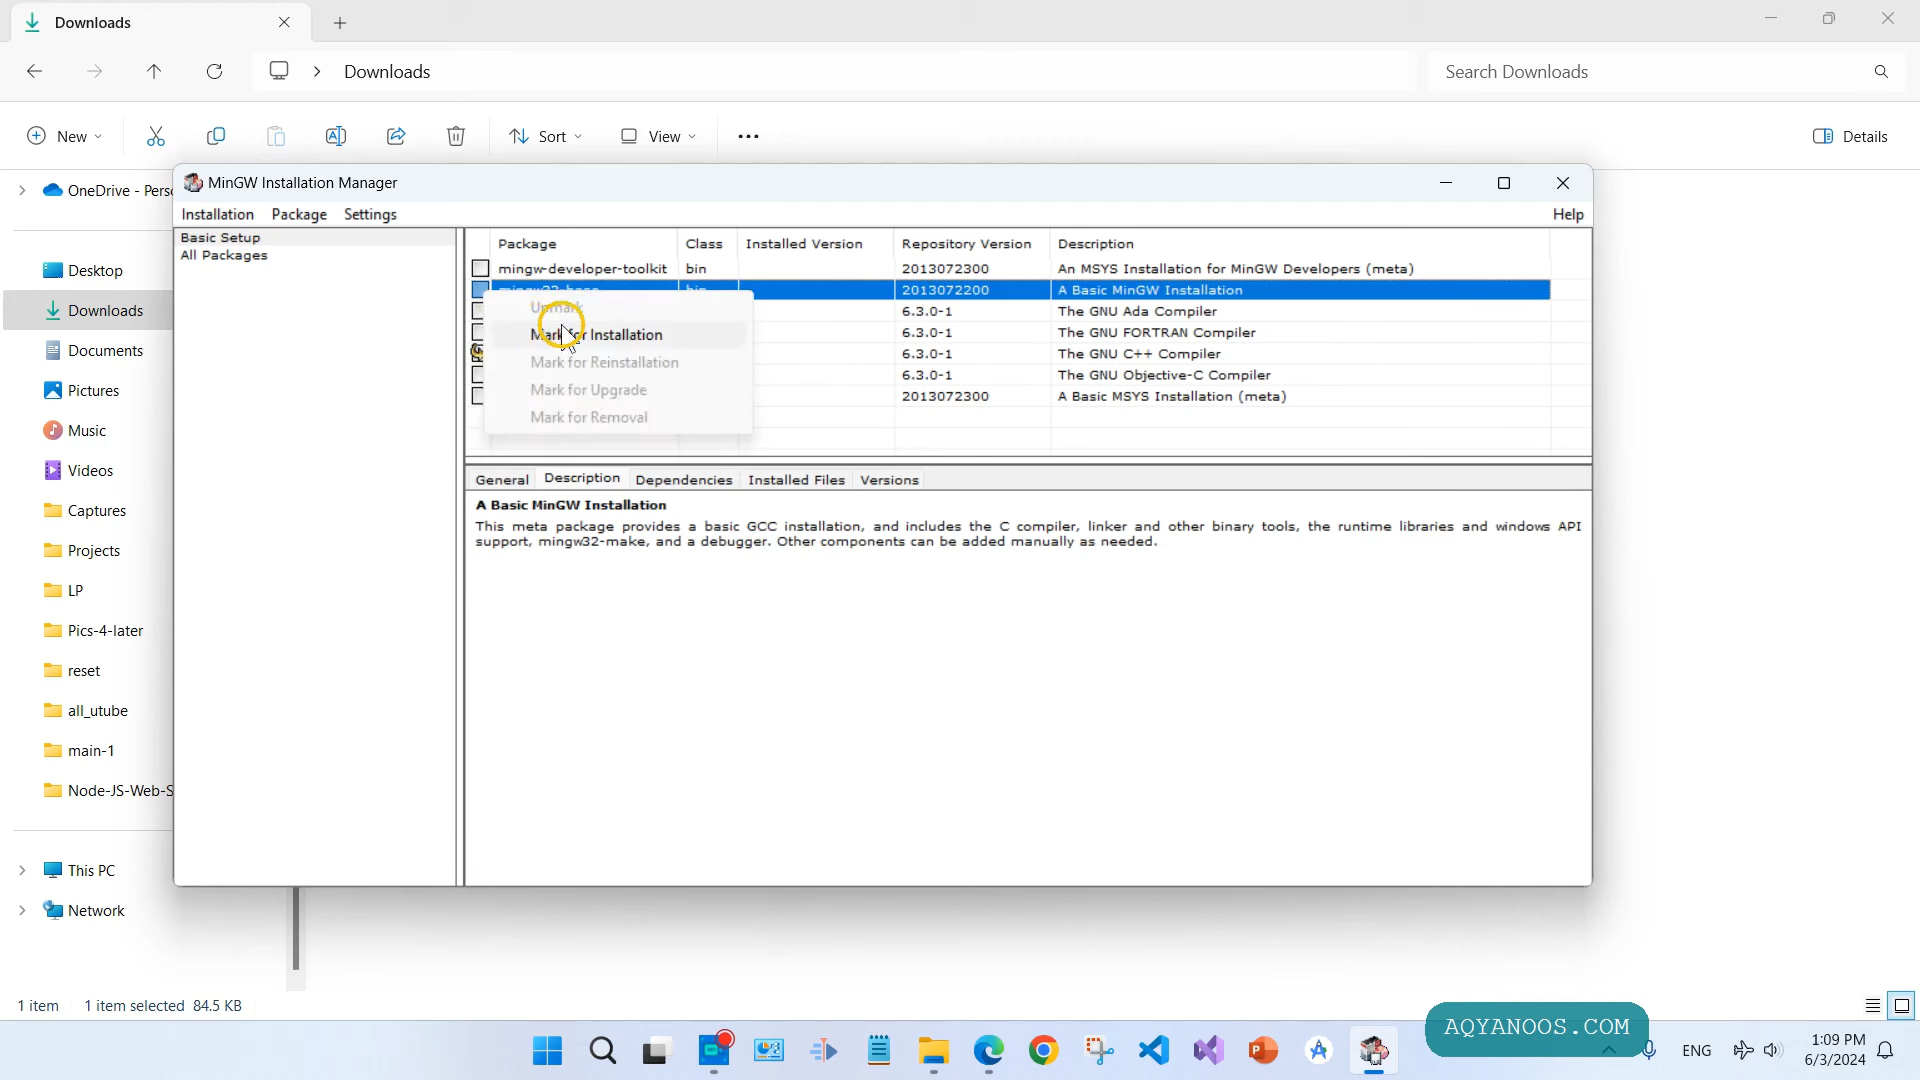 Downloads
Downloads
Search Downloads
New
Sort
View
Details
OneDrive - Pers
MinGW Installation Manager
Installation Package Settings
Help
Basic Setup
All Packages
Package Class Installed Version Repository Version Description
mingw-developer-toolkit bin 2013072300 An MSYS Installation for MinGW Developers (meta)
mingw32-base bin 2013072200 A Basic MinGW Installation
6.3.0-1 The GNU Ada Compiler
6.3.0-1 The GNU FORTRAN Compiler
6.3.0-1 The GNU C++ Compiler
6.3.0-1 The GNU Objective-C Compiler
2013072300 A Basic MSYS Installation (meta)
Unmark
Mark for Installation
Mark for Reinstallation
Mark for Upgrade
Mark for Removal
General Description Dependencies Installed Files Versions
A Basic MinGW Installation
This meta package provides a basic GCC installation, and includes the C compiler, linker and other binary tools, the runtime libraries and windows API
support, mingw32-make, and a debugger. Other components can be added manually as needed.
Desktop
Downloads
Documents
Pictures
Music
Videos
Captures
Projects
LP
Pics-4-later
reset
all_utube
main-1
Node-JS-Web-S
This PC
Network
1 item 1 item selected 84.5 KB
AQYANOOS.COM
ENG
1:09 PM
6/3/2024